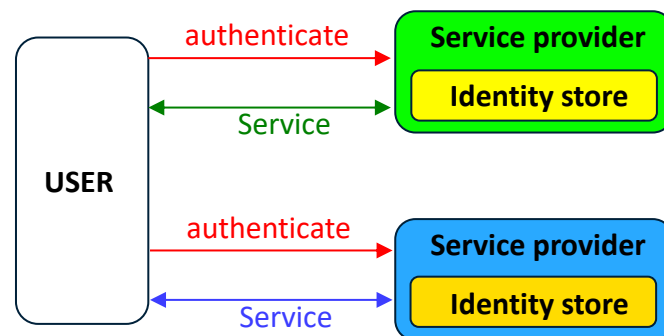 authenticate
Service provider
Identity store
Service
USER
authenticate
Service provider
Service
Identity store